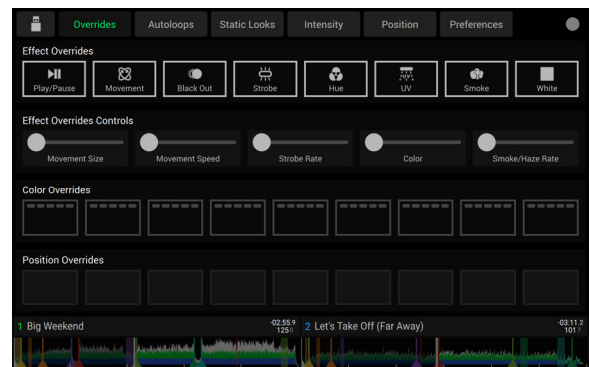 Overrides Autoloops Static Looks Intensity Position Preferences
Effect Overrides
Play/Pause Movement Black Out Strobe Hue UV Smoke White
Effect Overrides Controls
Movement Size Movement Speed Strobe Rate Color Smoke/Haze Rate
Color Overrides
Position Overrides
1 Big Weekend -02:55.9 2 Let's Take Off (Far Away) -03:11.2
125 0 101 7